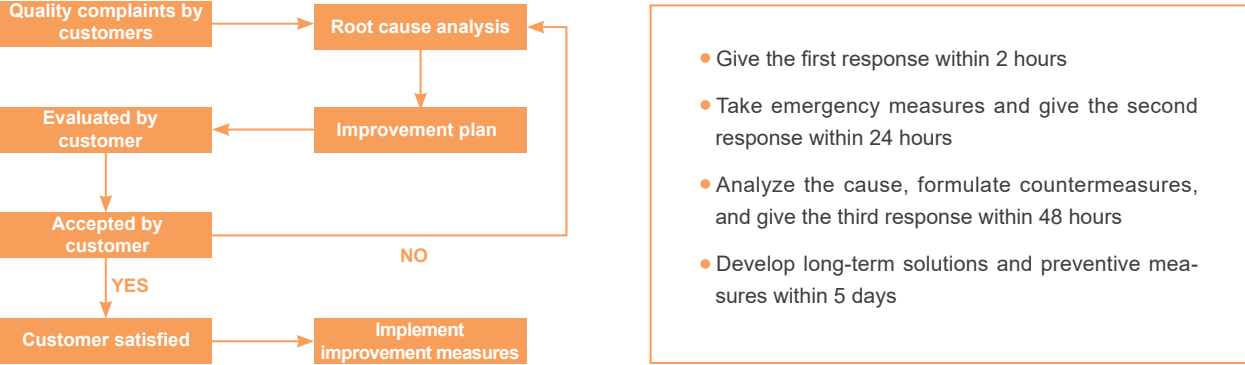 Quality complaints by
customers
Root cause analysis
Evaluated by
customer
Improvement plan
Accepted by
customer
NO
YES
Customer satisfied
Implement
improvement measures
Give the first response within 2 hours
Take emergency measures and give the second
response within 24 hours
Analyze the cause, formulate countermeasures,
and give the third response within 48 hours
Develop long-term solutions and preventive mea-
sures within 5 days